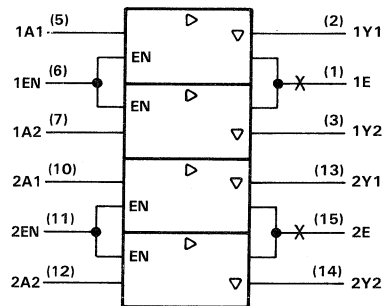 1A1 (5) (2) 1Y1
EN
1EN (6) (1) 1E
EN
1A2 (7) (3) 1Y2
2A1 (10) (13) 2Y1
EN
2EN (11) (15) 2E
EN
2A2 (12) (14) 2Y2